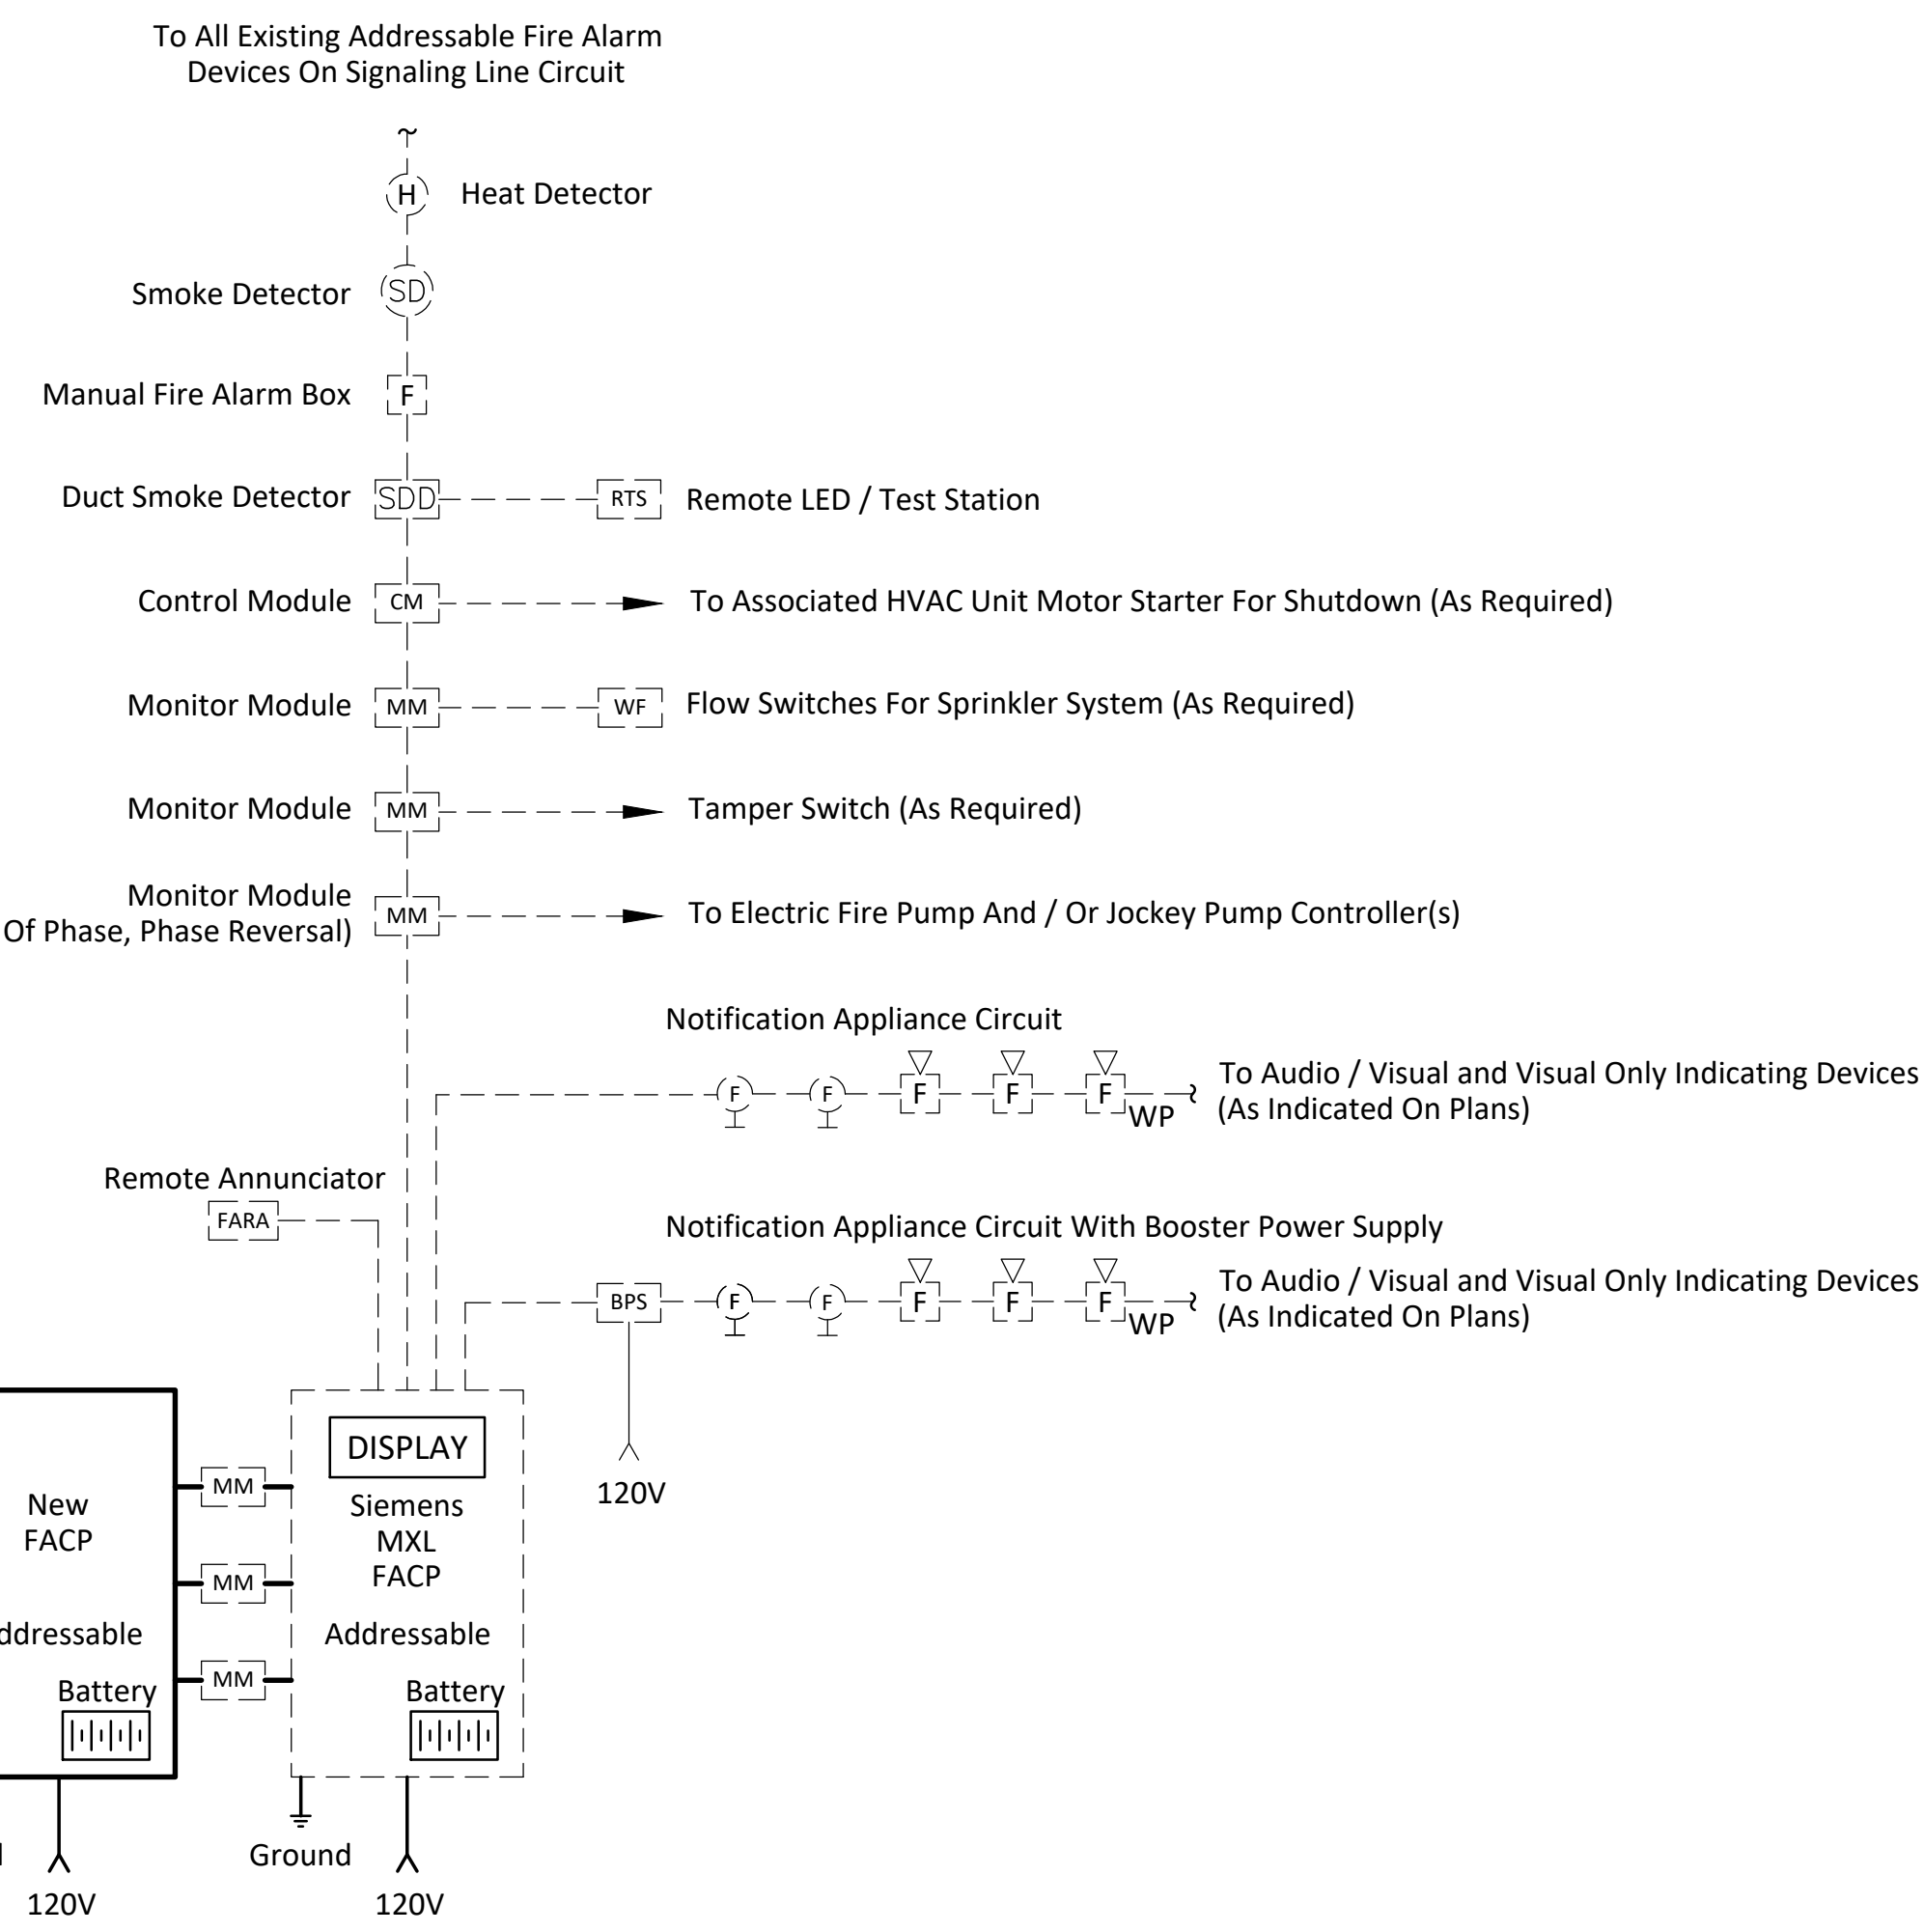 To All Existing Addressable Fire Alarm
Devices On Signaling Line Circuit
H
Heat Detector
Smoke Detector
SD
Manual Fire Alarm Box
F
Duct Smoke Detector
SDD
RTS
Remote LED / Test Station
Control Module
CM
To Associated HVAC Unit Motor Starter For Shutdown (As Required)
Monitor Module
MM
WF
Flow Switches For Sprinkler System (As Required)
Monitor Module
MM
Tamper Switch (As Required)
Monitor Module
Of Phase, Phase Reversal)
MM
To Electric Fire Pump And / Or Jockey Pump Controller(s)
Notification Appliance Circuit
F
F
F
F
F
WP
To Audio / Visual and Visual Only Indicating Devices
(As Indicated On Plans)
Remote Annunciator
FARA
Notification Appliance Circuit With Booster Power Supply
BPS
F
F
F
F
F
WP
To Audio / Visual and Visual Only Indicating Devices
(As Indicated On Plans)
120V
New
FACP
ddressable
Battery
120V
MM
MM
MM
DISPLAY
Siemens
MXL
FACP
Addressable
Battery
Ground
120V